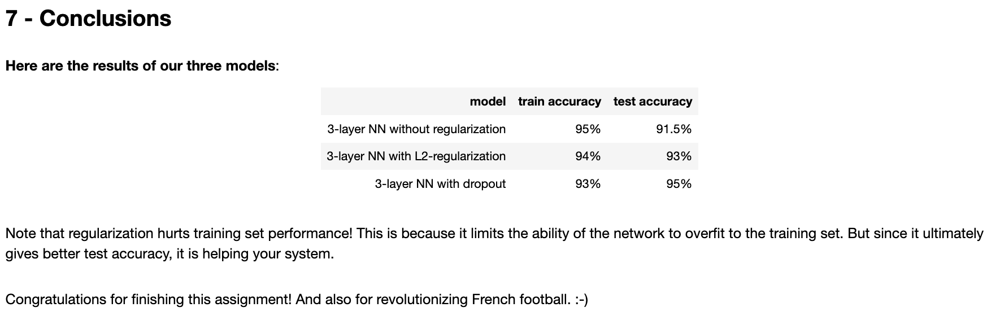 7 - Conclusions
Here are the results of our three models:
model train accuracy test accuracy
3-layer NN without regularization 95% 91.5%
3-layer NN with L2-regularization 94% 93%
3-layer NN with dropout 93% 95%
Note that regularization hurts training set performance! This is because it limits the ability of the network to overfit to the training set. But since it ultimately
gives better test accuracy, it is helping your system.
Congratulations for finishing this assignment! And also for revolutionizing French football. :-)